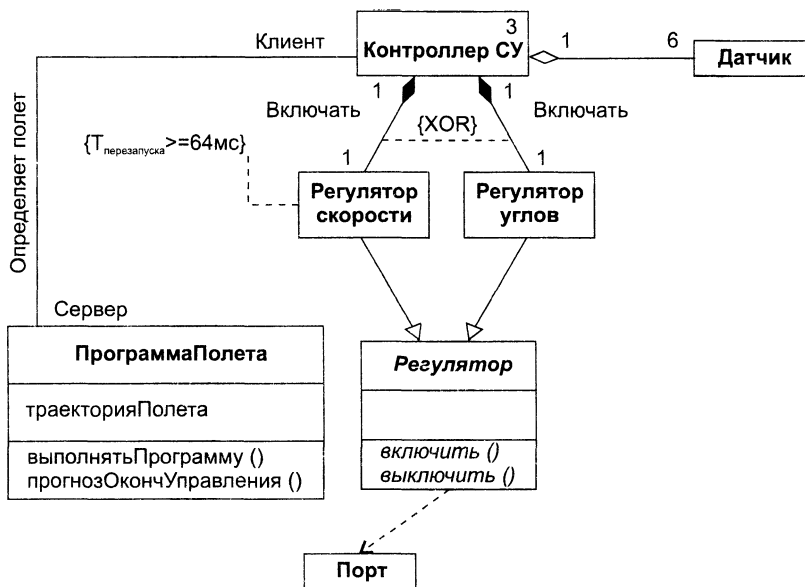 3
Клиент
Контроллер СУ
1
6
Датчик
1
1
Включать
Включать
{XOR}
{Tперезапуска>=64мс}
1
1
Определяет полет
Регулятор
скорости
Регулятор
углов
Сервер
ПрограммаПолета
Регулятор
траекторияПолета
выполнятьПрограмму ()
прогнозОкончУправления ()
включить ()
выключить ()
Порт